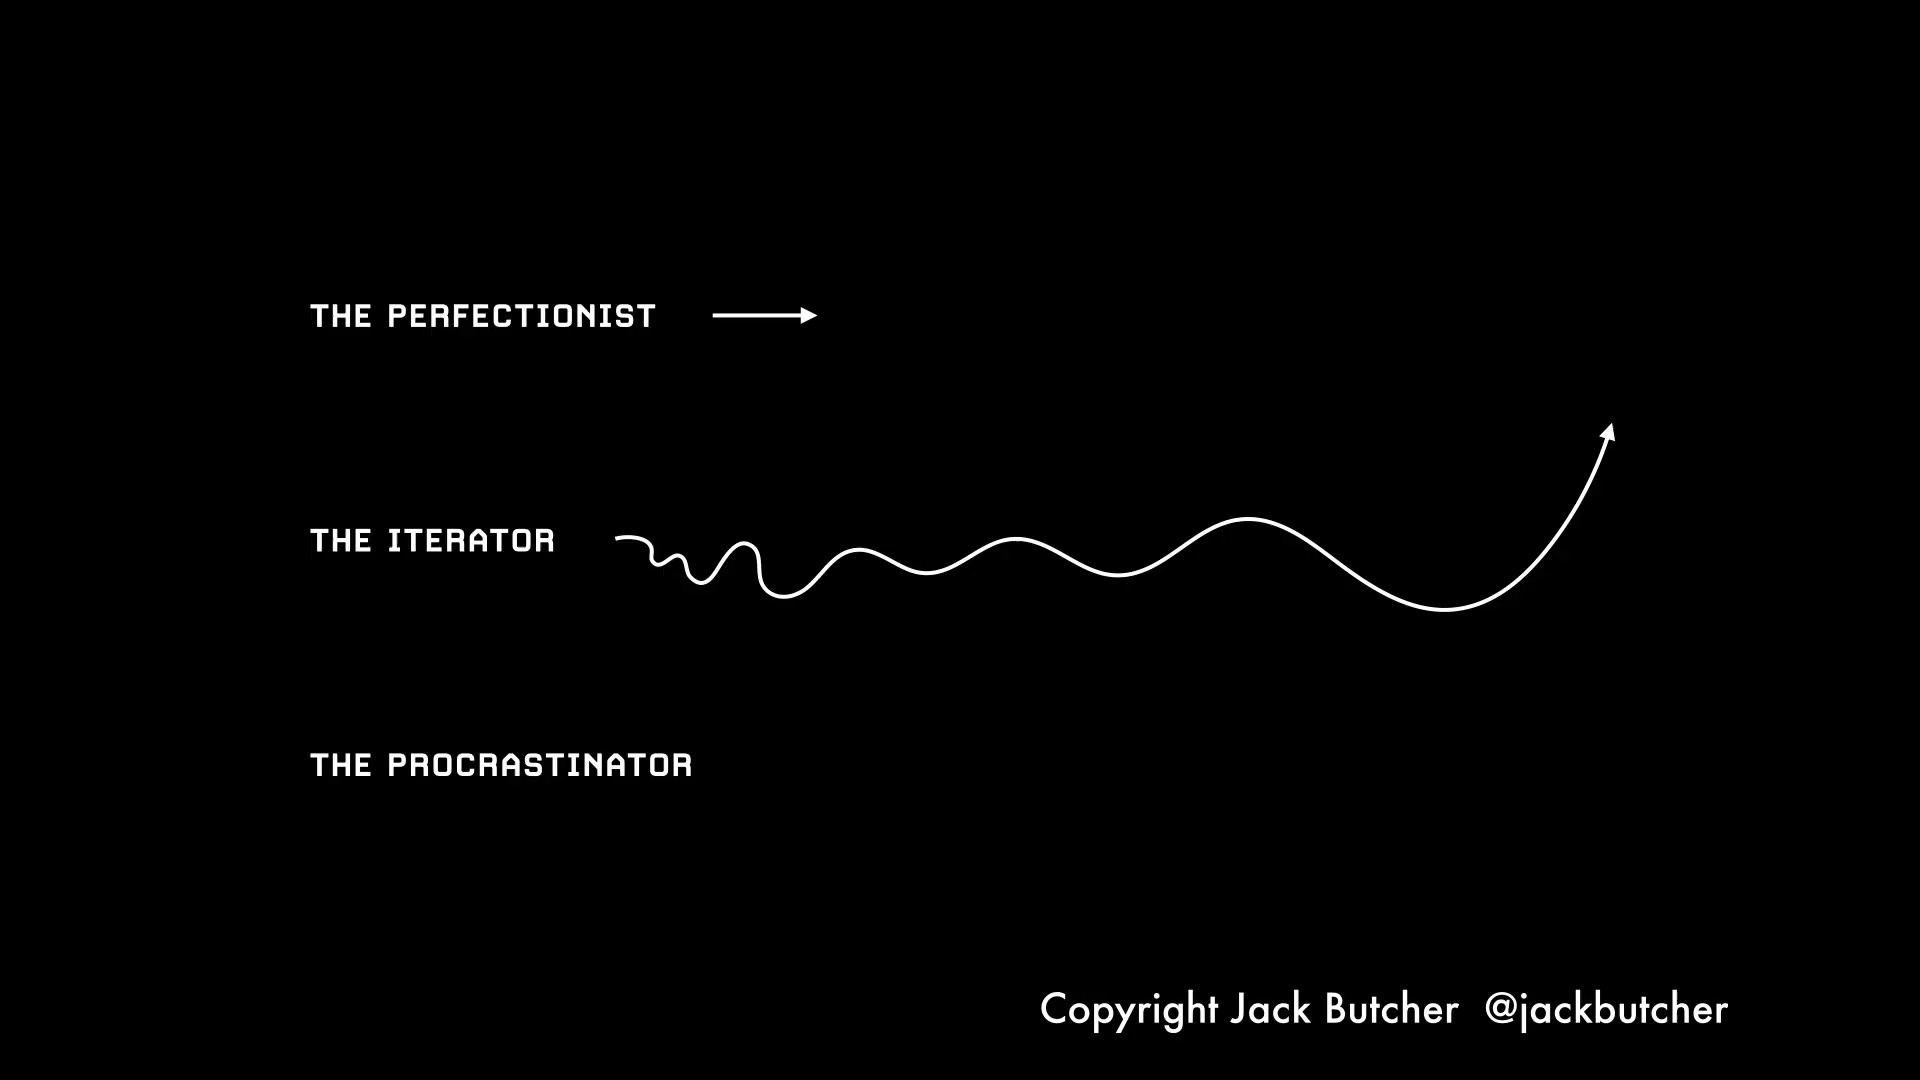 THE PERFECTIONIST
THE ITERATOR
THE PROCRASTINATOR
Copyright Jack Butcher @jackbutcher